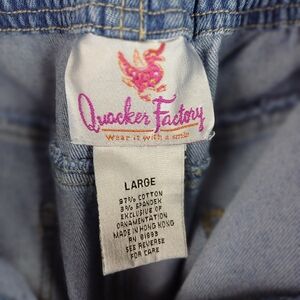 Quacker Factory
Wear it with a smile
LARGE
97% COTTON
3% SPANDEX
EXCLUSIVE OF
ORNAMENTATION
MADE IN HONG KONG
RN 91693
SEE REVERSE
FOR CARE